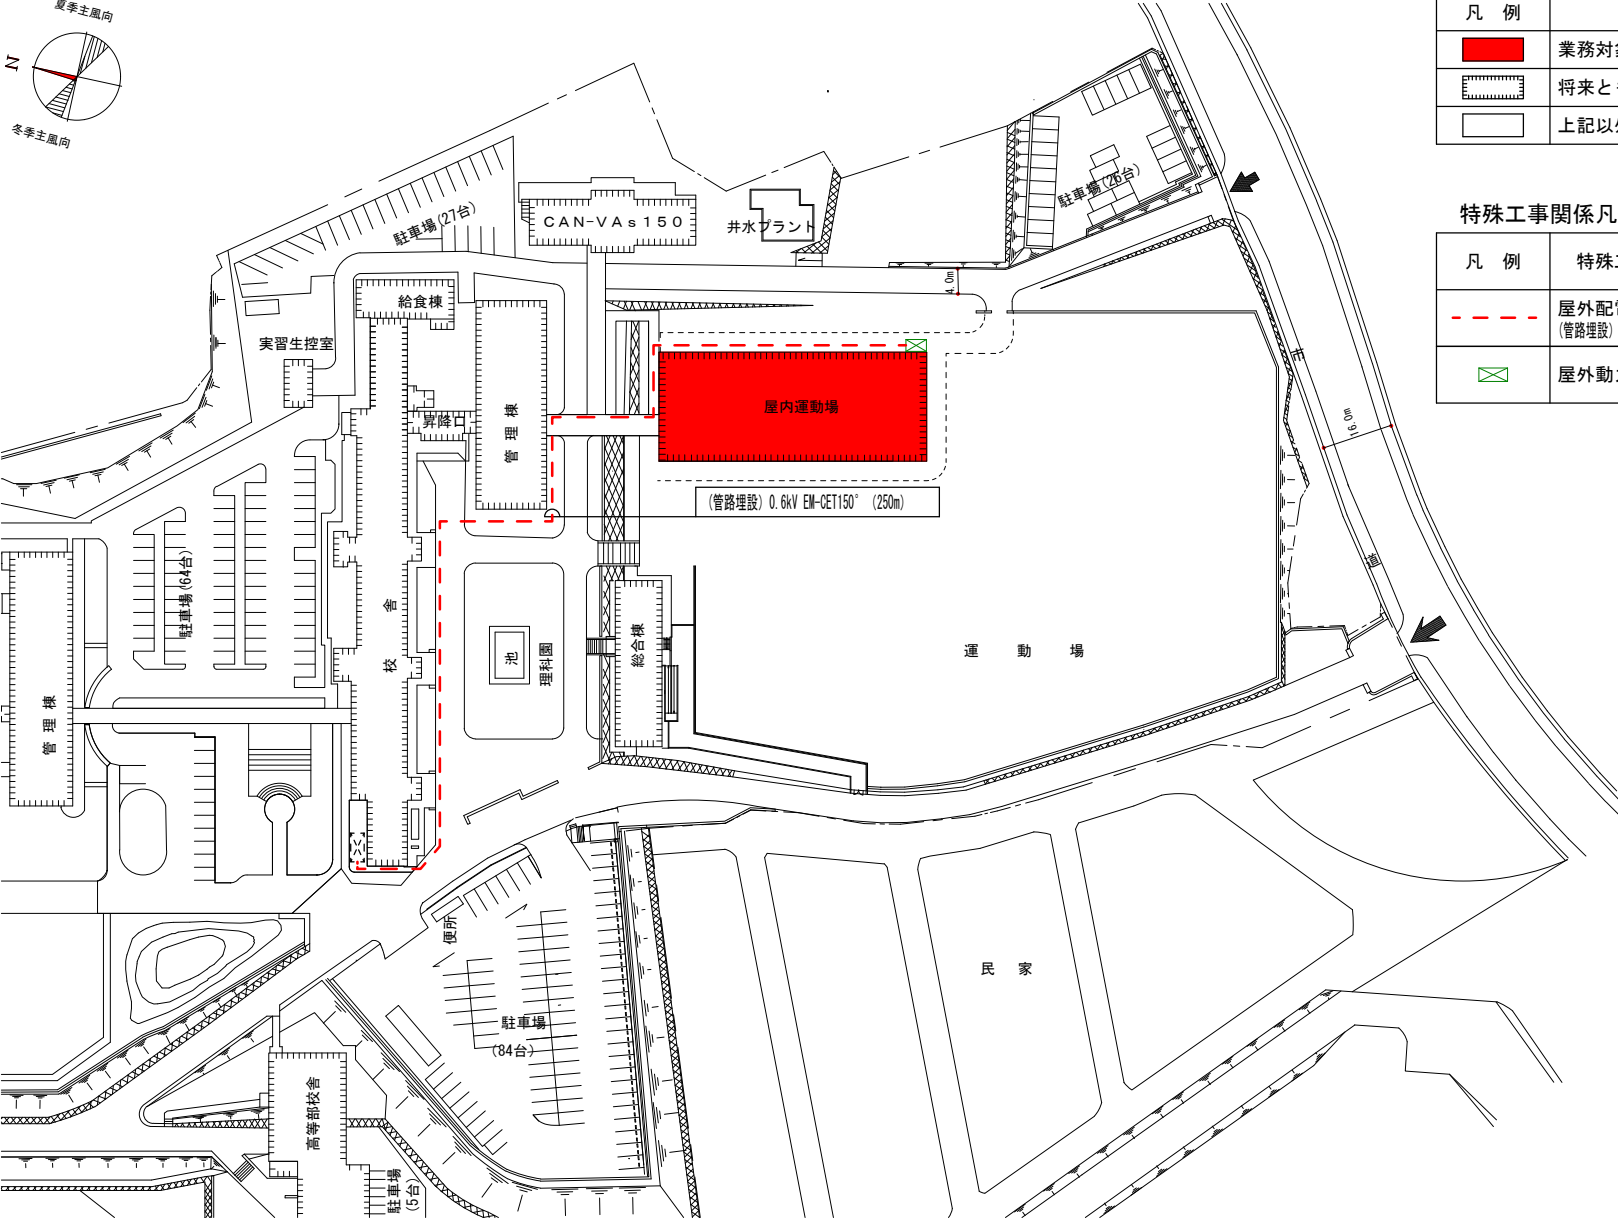 夏季主風向
N
冬季主風向
凡 例
業務対
将来と
上記以
特殊工事関係凡
凡 例
特殊
屋外配
(管路埋設)
屋外動
駐車場(27台)
CAN-VAs150
井水プラント
駐車場(26台)
4.0m
給食棟
実習生控室
昇降口
管理棟
屋内運動場
市
16.0m
道
(管路埋設) 0.6kV EM-CET150° (250m)
駐車場(64台)
校舎
池
理科園
総合棟
運動場
管理棟
便所
駐車場
(84台)
民家
高等部校舎
駐車場
(5台)